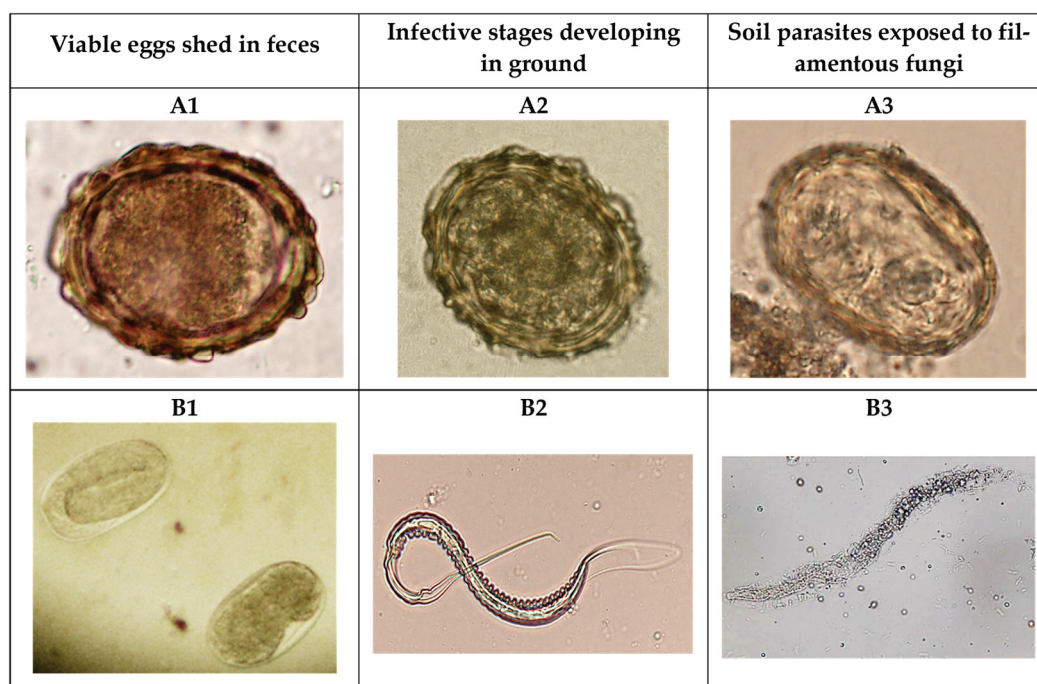 Viable eggs shed in feces
Infective stages developing
in ground
Soil parasites exposed to fil-
amentous fungi
A1
A2
A3
B1
B2
B3